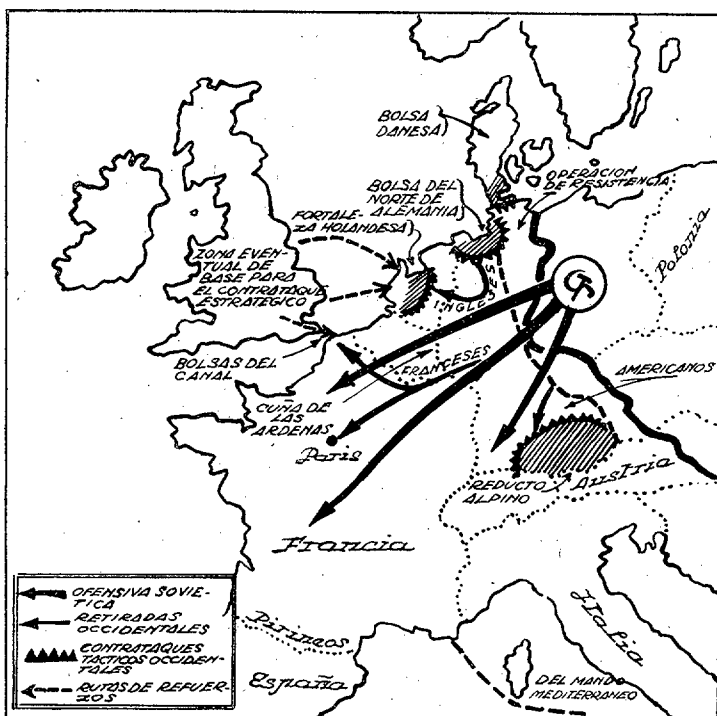 BOLSA
DANESA
OPERACION
DE RESISTENCIA
BOLSA DEL
NORTE DE
ALEMANIA
FORTALE-
ZA HOLANDESA
ZONA EVEN-
TUAL DE
BASE PARA
EL CONTRATAQUE
ESTRATÉGICO
Polonia
INGLESES
BOLSAS DEL
CANAL
FRANCESES
AMERICANOS
CUÑA DE
LAS
ARDENAS
Paris
REDUCTO
ALPINO
Austria
Francia
OFENSIVA SOVIE-
TICA
RETIRADAS
OCCIDENTALES
CONTRATAQUES
TACTICOS OCCIDEN-
TALES
RUTAS DE REFUER-
ZOS
Pirineos
España
Italia
DEL MANDO
MEDITERRANEO